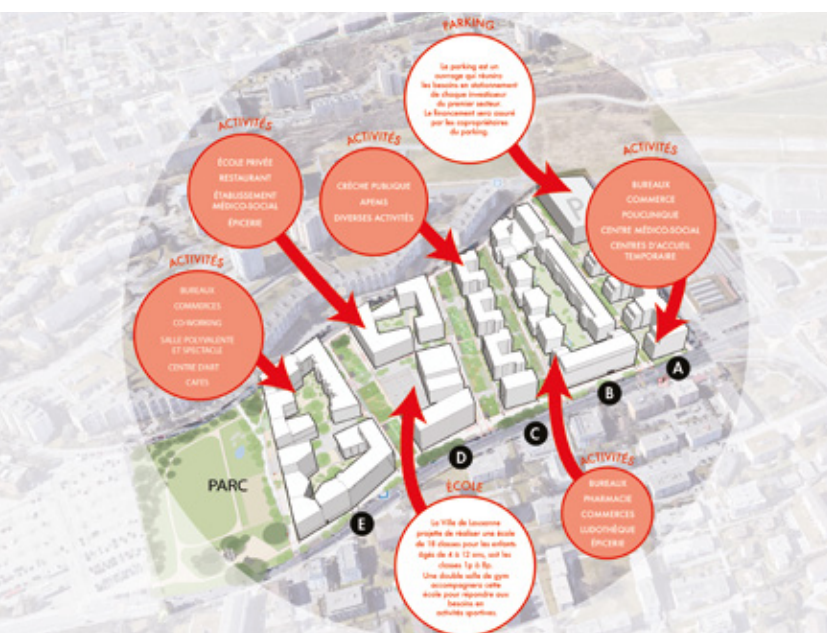 PARKING
Le parking est un
ouvrage qui réunira
les besoins en stationnement
de chaque investisseur
du premier secteur.
Le financement sera assuré
par les copropriétaires
du parking.
ACTIVITÉS
ÉCOLE PRIVÉE
RESTAURANT
ÉTABLISSEMENT
MÉDICO-SOCIAL
ÉPICERIE
ACTIVITÉS
CRÈCHE PUBLIQUE
APEMS
DIVERSES ACTIVITÉS
ACTIVITÉS
BUREAUX
COMMERCE
POLICLINIQUE
CENTRE MÉDICO-SOCIAL
CENTRES D'ACCUEIL
TEMPORAIRE
P
ACTIVITÉS
BUREAUX
COMMERCES
CO-WORKING
SALLE POLYVALENTE
ET SPECTACLE
CENTRE D'ART
CAFES
A
B
C
D
E
PARC
ÉCOLE
La Ville de Lausanne
projette de réaliser une école
de 18 classes pour les enfants
âgés de 4 à 12 ans, soit les
classes 1p à 8p.
Une double salle de gym
accompagnera cette
école pour répondre aux
besoins en
activités sportives.
ACTIVITÉS
BUREAUX
PHARMACIE
COMMERCES
LUDOTHÈQUE
ÉPICERIE